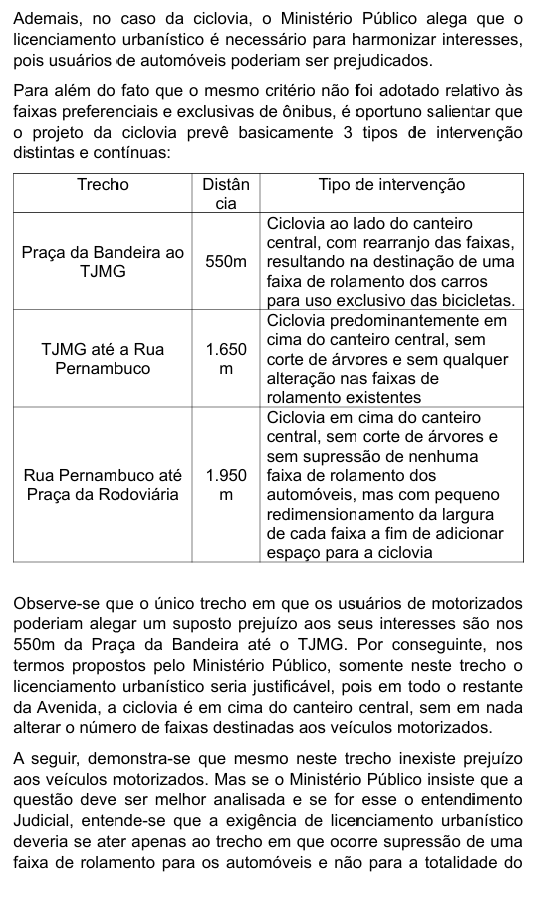 Ademais, no caso da ciclovia, o Ministério Público alega que o
licenciamento urbanístico é necessário para harmonizar interesses,
pois usuários de automóveis poderiam ser prejudicados.
Para além do fato que o mesmo critério não foi adotado relativo às
faixas preferenciais e exclusivas de ônibus, é oportuno salientar que
o projeto da ciclovia prevê basicamente 3 tipos de intervenção
distintas e contínuas:
Trecho
Distân
cia
Tipo de intervenção
Praça da Bandeira ao
TJMG
550m
Ciclovia ao lado do canteiro
central, com rearranjo das faixas,
resultando na destinação de uma
faixa de rolamento dos carros
para uso exclusivo das bicicletas.
TJMG até a Rua
Pernambuco
1.650
m
Ciclovia predominantemente em
cima do canteiro central, sem
corte de árvores e sem qualquer
alteração nas faixas de
rolamento existentes
Rua Pernambuco até
Praça da Rodoviária
1.950
m
Ciclovia em cima do canteiro
central, sem corte de árvores e
sem supressão de nenhuma
faixa de rolamento dos
automóveis, mas com pequeno
redimensionamento da largura
de cada faixa a fim de adicionar
espaço para a ciclovia
Observe-se que o único trecho em que os usuários de motorizados
poderiam alegar um suposto prejuízo aos seus interesses são nos
550m da Praça da Bandeira até o TJMG. Por conseguinte, nos
termos propostos pelo Ministério Público, somente neste trecho o
licenciamento urbanístico seria justificável, pois em todo o restante
da Avenida, a ciclovia é em cima do canteiro central, sem em nada
alterar o número de faixas destinadas aos veículos motorizados.
A seguir, demonstra-se que mesmo neste trecho inexiste prejuízo
aos veículos motorizados. Mas se o Ministério Público insiste que a
questão deve ser melhor analisada e se for esse o entendimento
Judicial, entende-se que a exigência de licenciamento urbanístico
deveria se ater apenas ao trecho em que ocorre supressão de uma
faixa de rolamento para os automóveis e não para a totalidade do